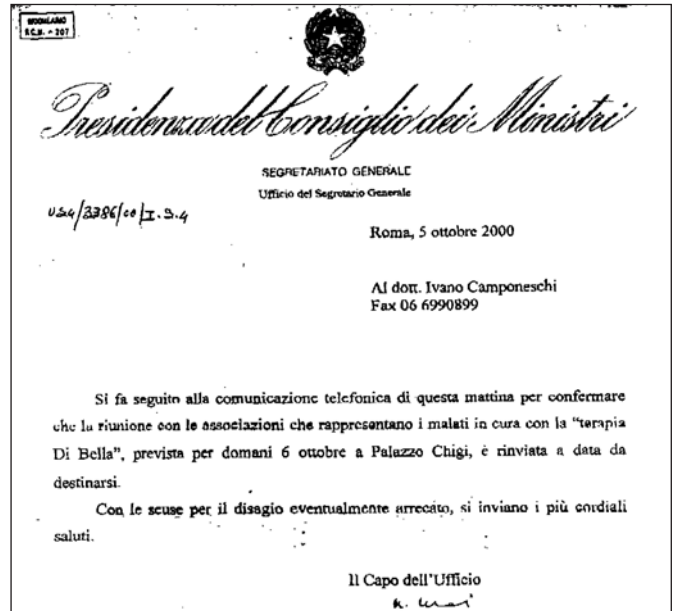 MODULARIO
P.C.M. - 207
Presidenza del Consiglio dei Ministri
SEGRETARIATO GENERALE
Ufficio del Segretario Generale
Roma, 5 ottobre 2000
Al dott. Ivano Camponeschi
Fax 06 6990899
Si fa seguito alla comunicazione telefonica di questa mattina per confermare
che la riunione con le associazioni che rappresentano i malati in cura con la "terapia
Di Bella", prevista per domani 6 ottobre a Palazzo Chigi, è rinviata a data da
destinarsi.
Con le scuse per il disagio eventualmente arrecato, si inviano i più cordiali
saluti.
Il Capo dell'Ufficio